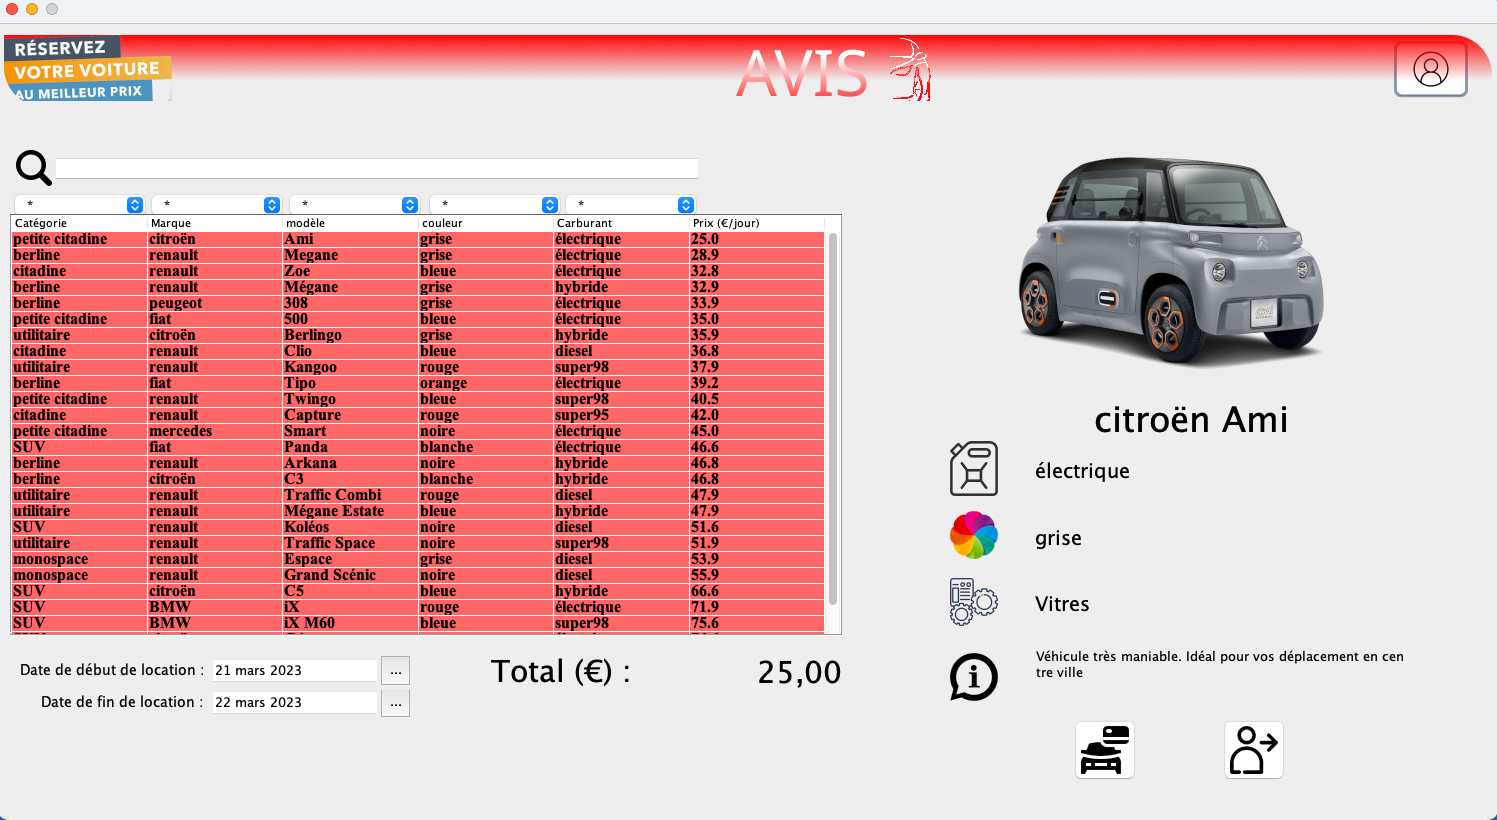 RÉSERVEZ
VOTRE VOITURE
AU MEILLEUR PRIX
AVIS
* * * * *
Catégorie Marque modèle couleur Carburant Prix (€/jour)
petite citadine citroën Ami grise électrique 25.0
berline renault Megane grise électrique 28.9
citadine renault Zoe bleue électrique 32.8
berline renault Mégane grise hybride 32.9
berline peugeot 308 grise électrique 33.9
petite citadine fiat 500 bleue électrique 35.0
utilitaire citroën Berlingo grise hybride 35.9
citadine renault Clio bleue diesel 36.8
utilitaire renault Kangoo rouge super98 37.9
berline fiat Tipo orange électrique 39.2
petite citadine renault Twingo bleue super98 40.5
citadine renault Capture rouge super95 42.0
petite citadine mercedes Smart noire électrique 45.0
SUV fiat Panda blanche électrique 46.6
berline renault Arkana noire hybride 46.8
berline citroën C3 blanche hybride 46.8
utilitaire renault Traffic Combi rouge diesel 47.9
utilitaire renault Mégane Estate bleue hybride 47.9
SUV renault Koléos noire diesel 51.6
utilitaire renault Traffic Space noire super98 51.9
monospace renault Espace grise diesel 53.9
monospace renault Grand Scénic noire diesel 55.9
SUV citroën C5 bleue hybride 66.6
SUV BMW iX rouge électrique 71.9
SUV BMW iX M60 bleue super98 75.6
Date de début de location : 21 mars 2023 ...
Date de fin de location : 22 mars 2023 ...
Total (€) : 25,00
citroën Ami
électrique
grise
Vitres
Véhicule très maniable. Idéal pour vos déplacement en cen
tre ville